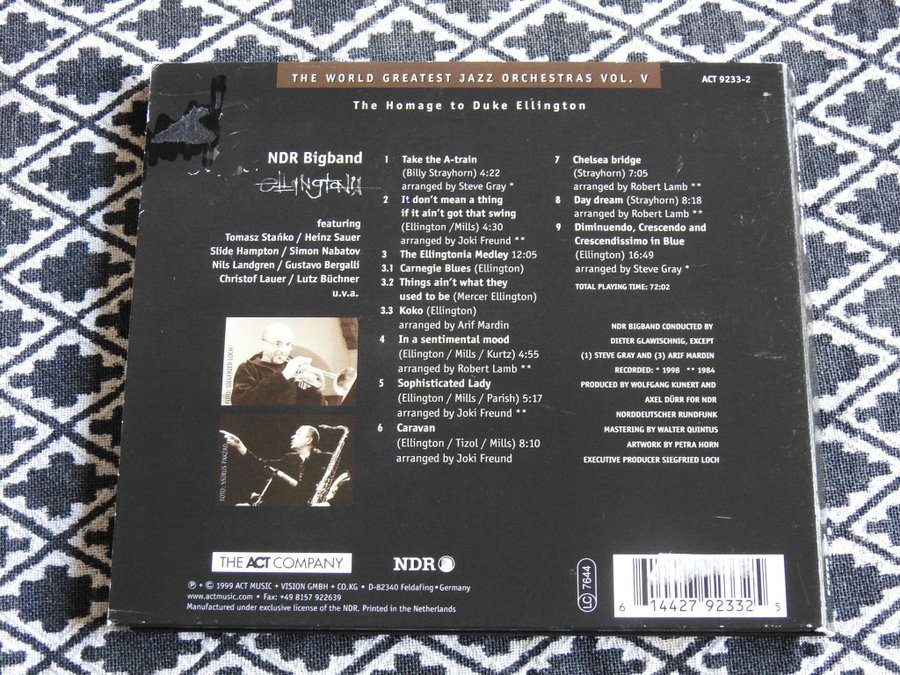 THE WORLD GREATEST JAZZ ORCHESTRAS VOL. V
ACT 9233-2
The Homage to Duke Ellington
NDR Bigband
ellingtonia
featuring
Tomasz Stańko / Heinz Sauer
Slide Hampton / Simon Nabatov
Nils Landgren / Gustavo Bergalli
Christof Lauer / Lutz Büchner
u.v.a.
FOTO: SIEGFRIED LOCH
1 Take the A-train
(Billy Strayhorn) 4:22
arranged by Steve Gray *
2 It don't mean a thing
if it ain't got that swing
(Ellington /Mills) 4:30
arranged by Joki Freund **
3 The Ellingtonia Medley 12:05
3.1 Carnegie Blues (Ellington)
3.2 Things ain't what they
used to be (Mercer Ellington)
3.3 Koko (Ellington)
arranged by Arif Mardin
4 In a sentimental mood
(Ellington / Mills / Kurtz) 4:55
arranged by Robert Lamb **
5 Sophisticated Lady
(Ellington / Mills / Parish) 5:17
arranged by Joki Freund **
6 Caravan
(Ellington / Tizol / Mills) 8:10
arranged by Joki Freund
7 Chelsea bridge
(Strayhorn) 7:05
arranged by Robert Lamb **
8 Day dream (Strayhorn) 8:18
arranged by Robert Lamb **
9 Diminuendo, Crescendo and
Crescendissimo in Blue
(Ellington) 16:49
arranged by Steve Gray *
TOTAL PLAYING TIME: 72:02
NDR BIGBAND CONDUCTED BY
DIETER GLAWISCHNIG, EXCEPT
(1) STEVE GRAY AND (3) ARIF MARDIN
RECORDED: * 1998 ** 1984
PRODUCED BY WOLFGANG KUNERT AND
AXEL DÜRR FOR NDR
NORDDEUTSCHER RUNDFUNK
MASTERING BY WALTER QUINTUS
ARTWORK BY PETRA HORN
EXECUTIVE PRODUCER SIEGFRIED LOCH
THE ACT COMPANY
NDR
℗ + © 1999 ACT MUSIC + VISION GMBH + CO.KG • D-82340 Feldafing • Germany
www.actmusic.com • Fax: +49 8157 922639
Manufactured under exclusive license of the NDR. Printed in the Netherlands
LC 7644
6 14427 92332 5